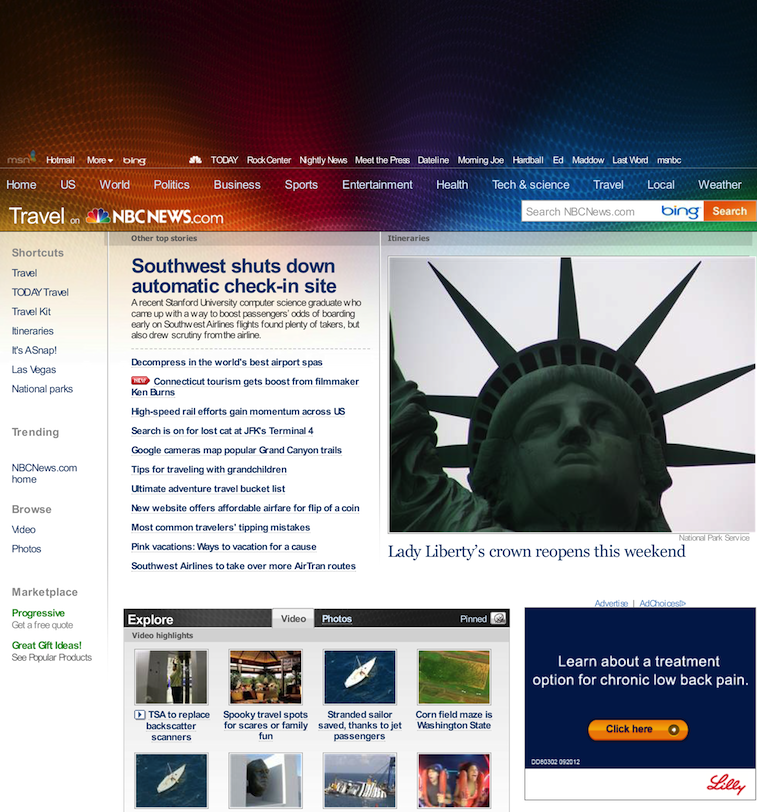 msn Hotmail More bing TODAY Rock Center Nightly News Meet the Press Dateline Morning Joe Hardball Ed Maddow Last Word msnbc
Home US World Politics Business Sports Entertainment Health Tech & science Travel Local Weather
Travel on NBCNEWS.com
Search NBCNews.com bing Search
Shortcuts
Travel
TODAY Travel
Travel Kit
Itineraries
It's A Snap!
Las Vegas
National parks
Trending
NBCNews.com
home
Browse
Video
Photos
Marketplace
Progressive
Get a free quote
Great Gift Ideas!
See Popular Products
Other top stories
Southwest shuts down
automatic check-in site
A recent Stanford University computer science graduate who
came up with a way to boost passengers' odds of boarding
early on Southwest Airlines flights found plenty of takers, but
also drew scrutiny from the airline.
Decompress in the world's best airport spas
NEW Connecticut tourism gets boost from filmmaker
Ken Burns
High-speed rail efforts gain momentum across US
Search is on for lost cat at JFK's Terminal 4
Google cameras map popular Grand Canyon trails
Tips for traveling with grandchildren
Ultimate adventure travel bucket list
New website offers affordable airfare for flip of a coin
Most common travelers' tipping mistakes
Pink vacations: Ways to vacation for a cause
Southwest Airlines to take over more AirTran routes
Itineraries
National Park Service
Lady Liberty's crown reopens this weekend
Explore Video Photos Pinned
Video highlights
TSA to replace
backscatter
scanners
Spooky travel spots
for scares or family
fun
Stranded sailor
saved, thanks to jet
passengers
Corn field maze is
Washington State
Advertise | AdChoices
Learn about a treatment
option for chronic low back pain.
Click here
DD80302 092012
Lilly